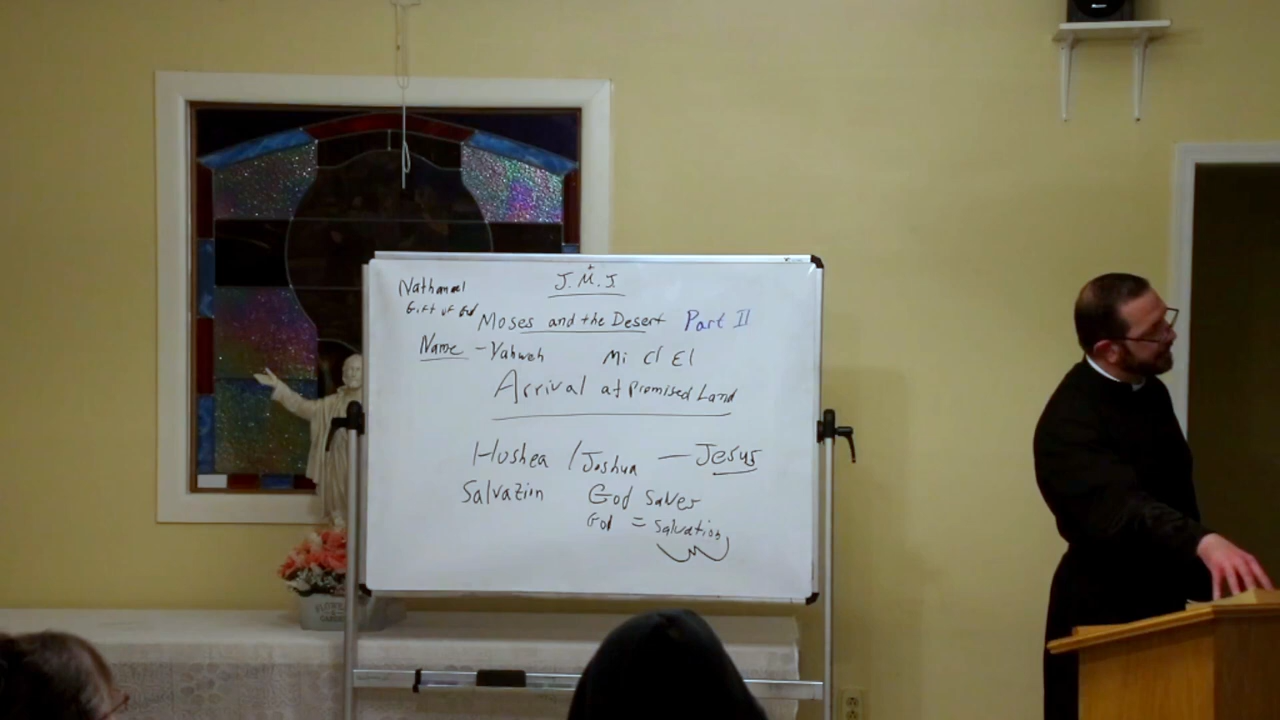 J.M.J.
Nathanael
Gift of God
Moses and the Desert Part II
Name - Yahweh Mi cl El
Arrival at Promised Land
Hoshea / Joshua — Jesus
Salvation God saves
God = Salvation